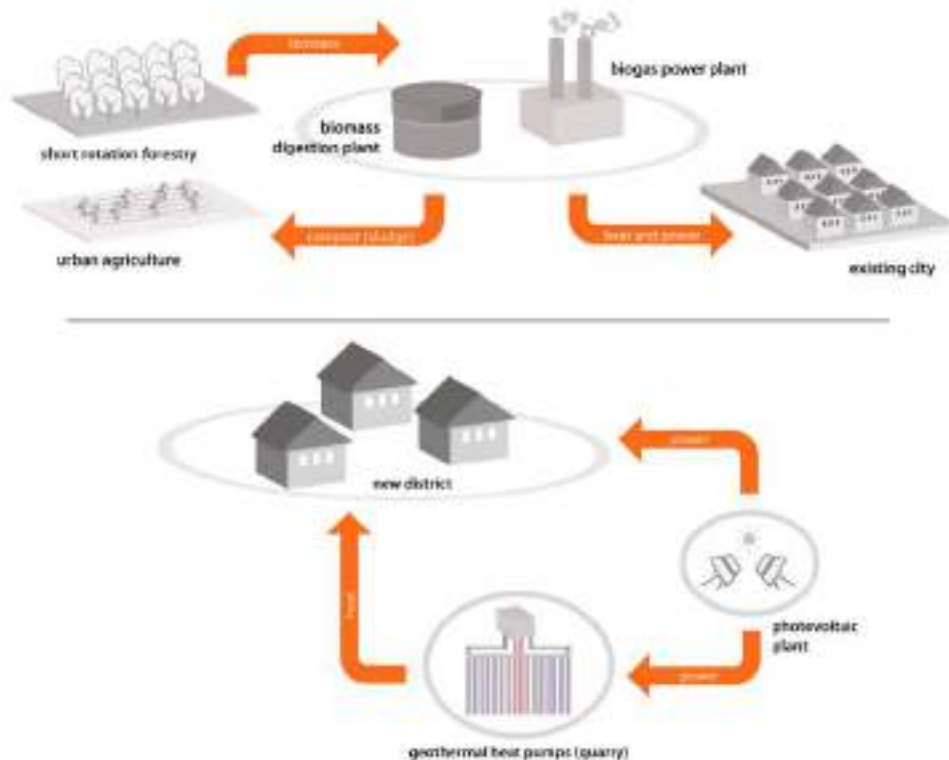 biomass
biogas power plant
biomass
digestion plant
short rotation forestry
compost (sludge)
heat and power
urban agriculture
existing city
power
new district
heat
photovoltaic
plant
power
geothermal heat pumps (quarry)